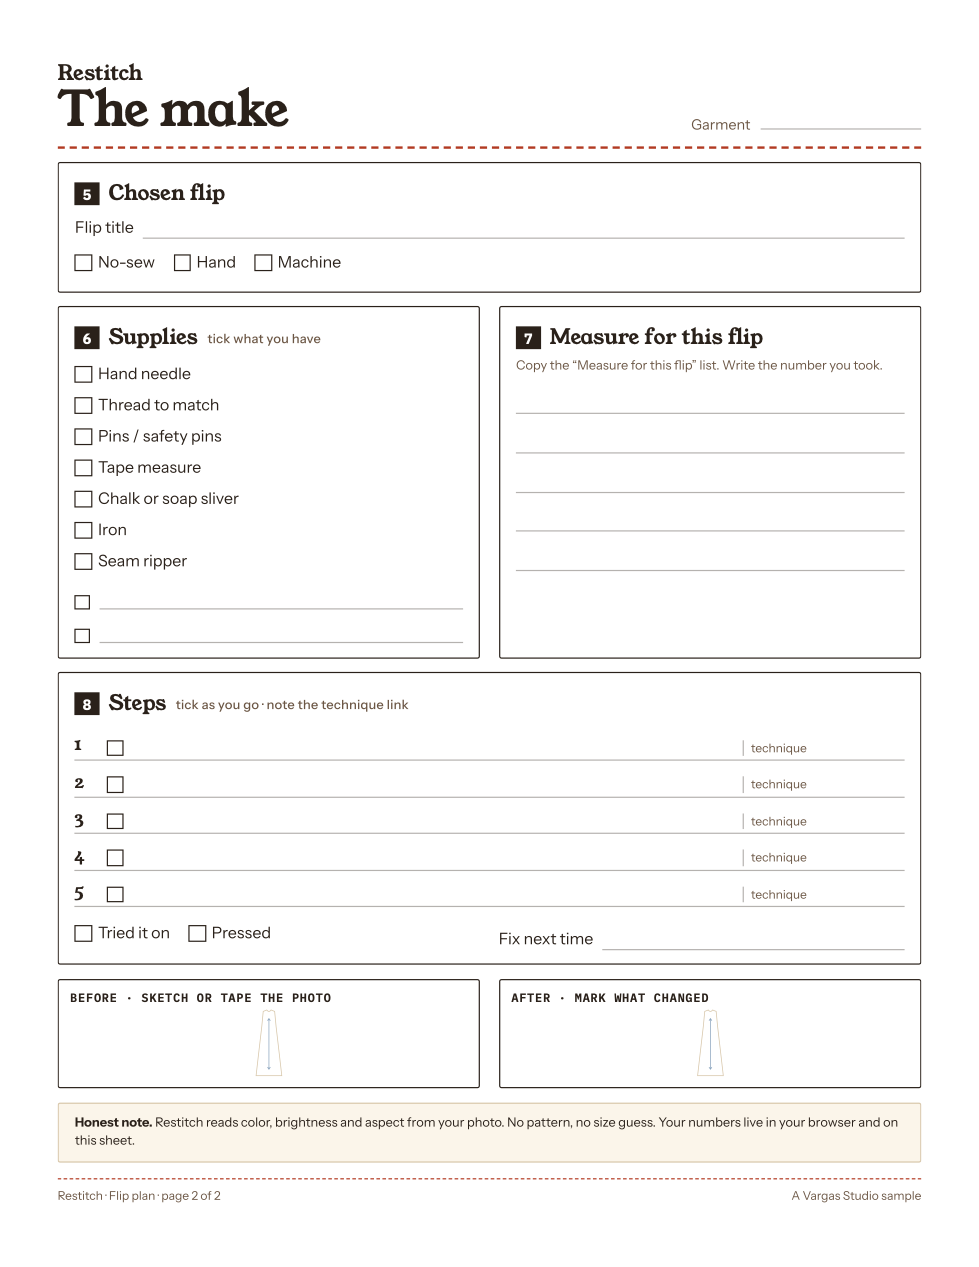 Restitch
The make
Garment
5 Chosen flip
Flip title
No-sew Hand Machine
6 Supplies tick what you have
Hand needle
Thread to match
Pins / safety pins
Tape measure
Chalk or soap sliver
Iron
Seam ripper
7 Measure for this flip
Copy the “Measure for this flip” list. Write the number you took.
8 Steps tick as you go · note the technique link
1 technique
2 technique
3 technique
4 technique
5 technique
Tried it on Pressed Fix next time
BEFORE · SKETCH OR TAPE THE PHOTO
AFTER · MARK WHAT CHANGED
Honest note. Restitch reads color, brightness and aspect from your photo. No pattern, no size guess. Your numbers live in your browser and on
this sheet.
Restitch · Flip plan · page 2 of 2
A Vargas Studio sample